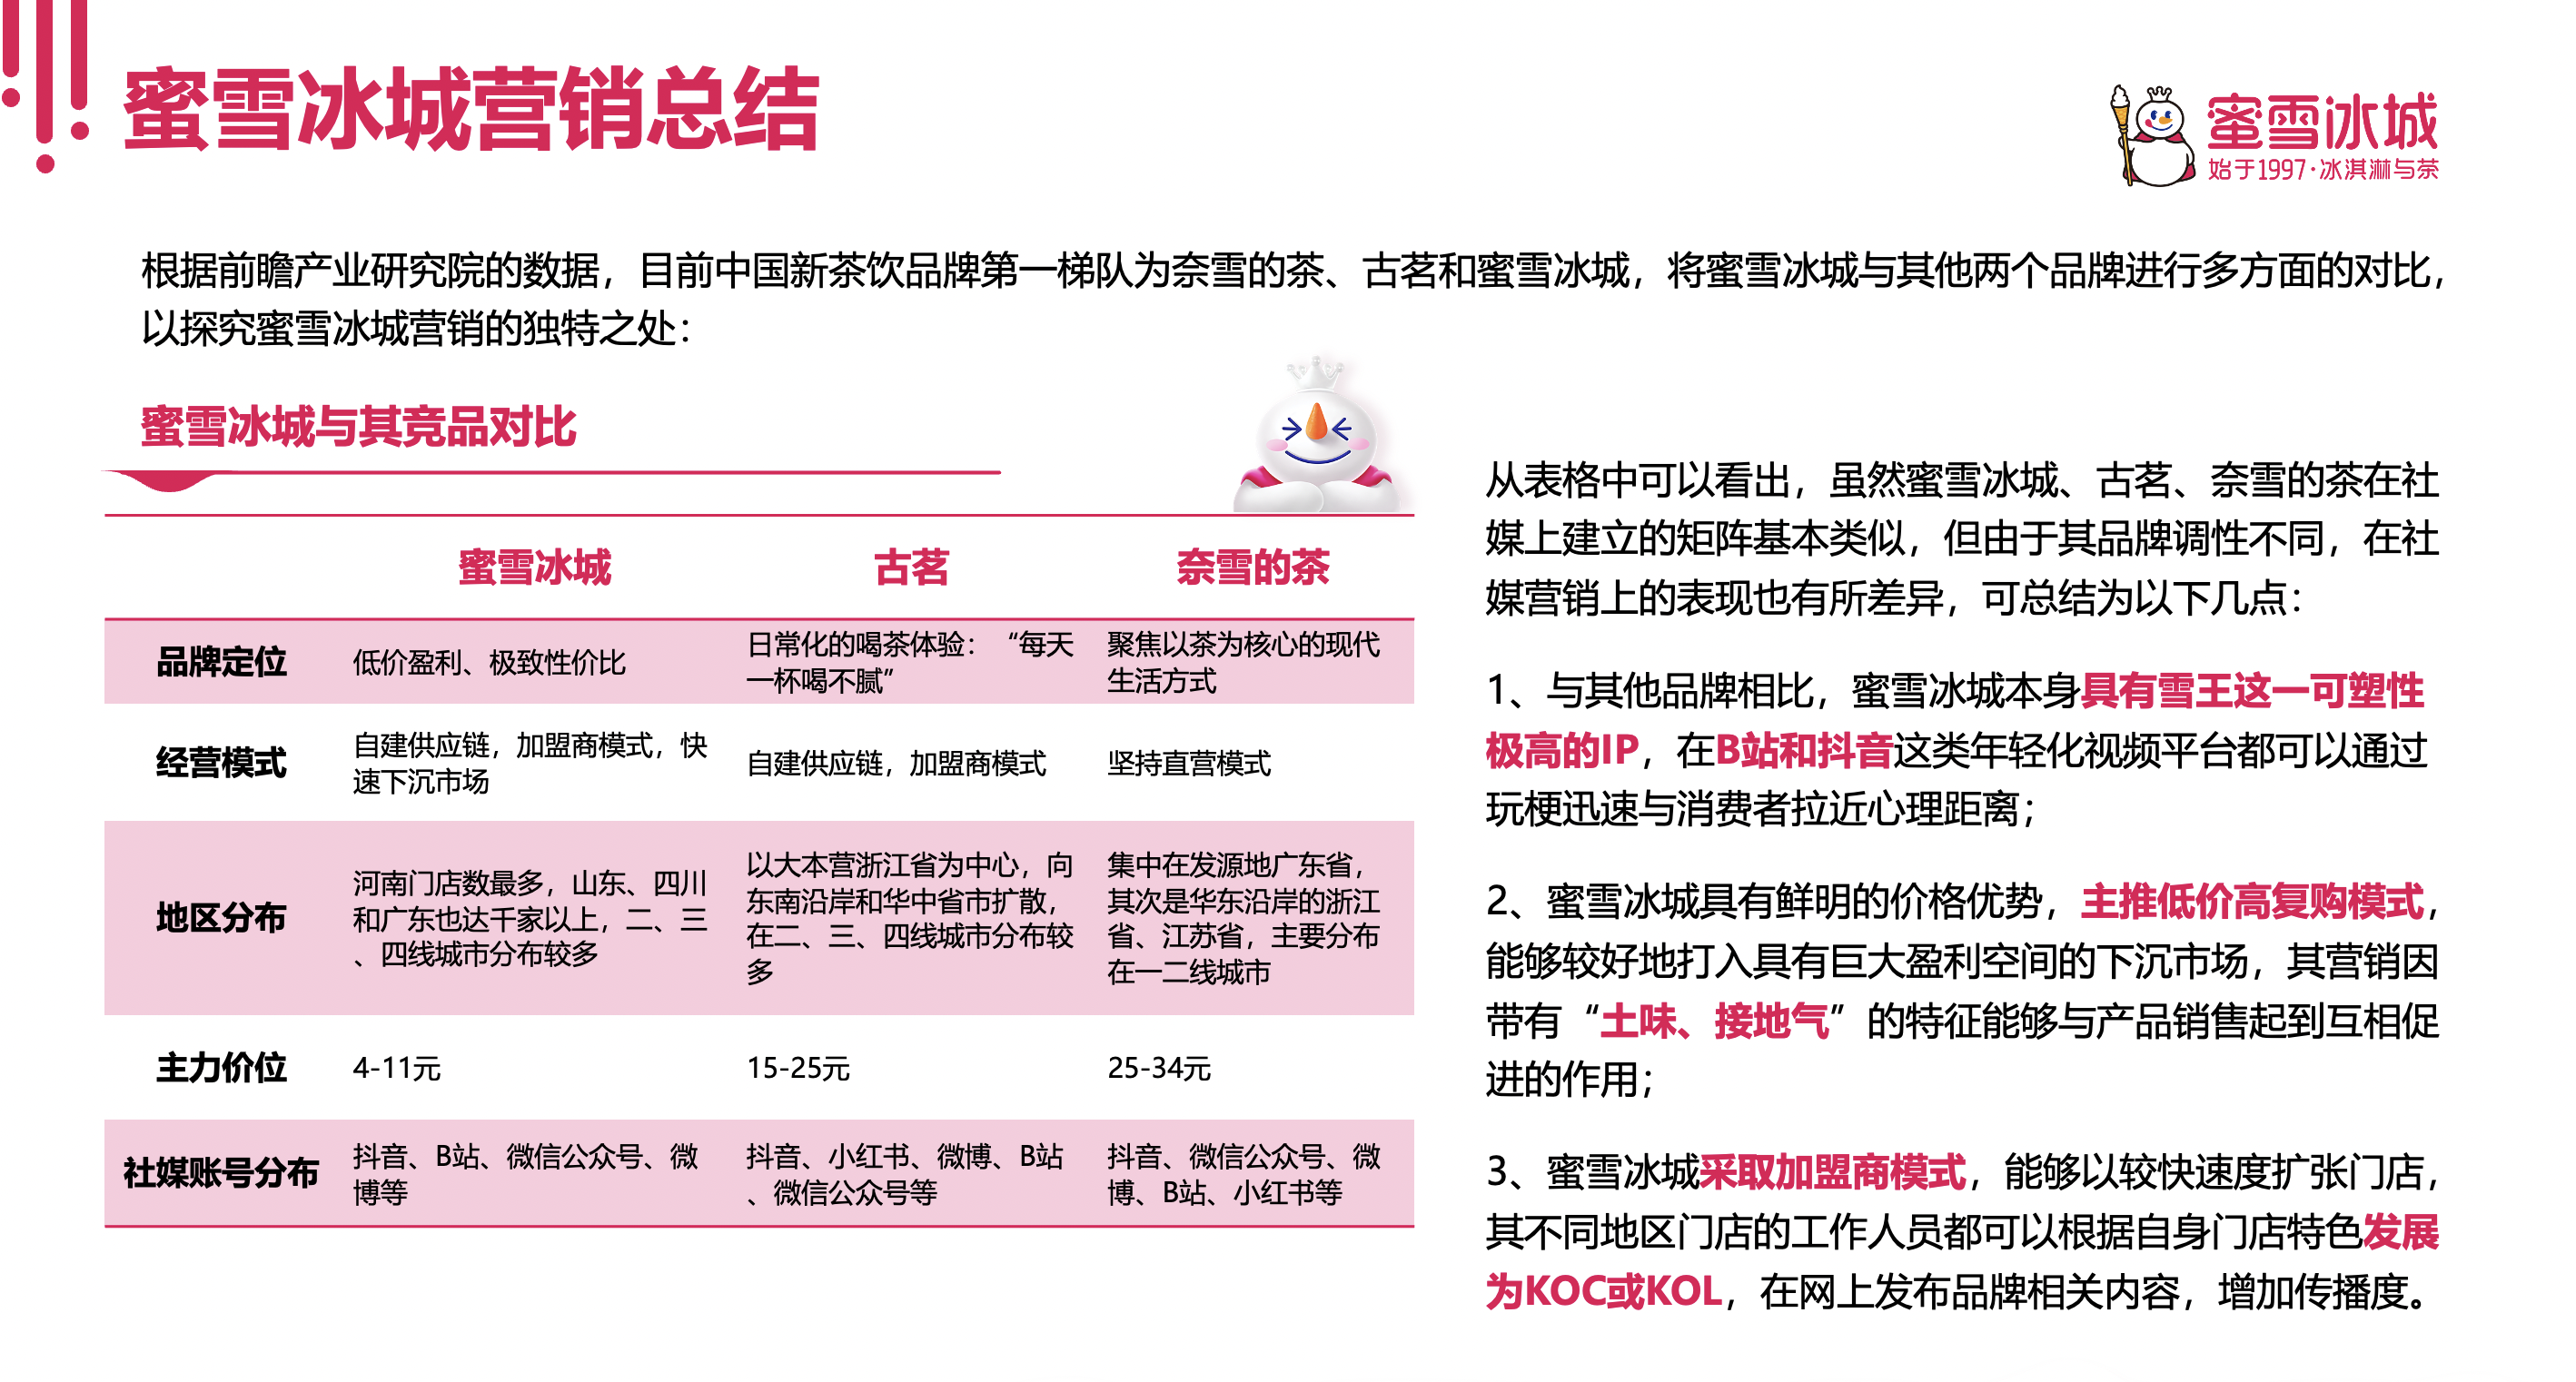 蜜雪冰城营销总结
蜜雪冰城
始于1997·冰淇淋与茶
根据前瞻产业研究院的数据，目前中国新茶饮品牌第一梯队为奈雪的茶、古茗和蜜雪冰城，将蜜雪冰城与其他两个品牌进行多方面的对比，
以探究蜜雪冰城营销的独特之处：
蜜雪冰城与其竞品对比
蜜雪冰城 古茗 奈雪的茶
品牌定位
低价盈利、极致性价比
日常化的喝茶体验：“每天
一杯喝不腻”
聚焦以茶为核心的现代
生活方式
经营模式
自建供应链，加盟商模式，快
速下沉市场
自建供应链，加盟商模式
坚持直营模式
地区分布
河南门店数最多，山东、四川
和广东也达千家以上，二、三
、四线城市分布较多
以大本营浙江省为中心，向
东南沿岸和华中省市扩散，
在二、三、四线城市分布较
多
集中在发源地广东省，
其次是华东沿岸的浙江
省、江苏省，主要分布
在一二线城市
主力价位
4-11元
15-25元
25-34元
社媒账号分布
抖音、B站、微信公众号、微
博等
抖音、小红书、微博、B站
、微信公众号等
抖音、微信公众号、微
博、B站、小红书等
从表格中可以看出，虽然蜜雪冰城、古茗、奈雪的茶在社
媒上建立的矩阵基本类似，但由于其品牌调性不同，在社
媒营销上的表现也有所差异，可总结为以下几点：
1、与其他品牌相比，蜜雪冰城本身具有雪王这一可塑性
极高的IP，在B站和抖音这类年轻化视频平台都可以通过
玩梗迅速与消费者拉近心理距离；
2、蜜雪冰城具有鲜明的价格优势，主推低价高复购模式，
能够较好地打入具有巨大盈利空间的下沉市场，其营销因
带有“土味、接地气”的特征能够与产品销售起到互相促
进的作用；
3、蜜雪冰城采取加盟商模式，能够以较快速度扩张门店，
其不同地区门店的工作人员都可以根据自身门店特色发展
为KOC或KOL，在网上发布品牌相关内容，增加传播度。